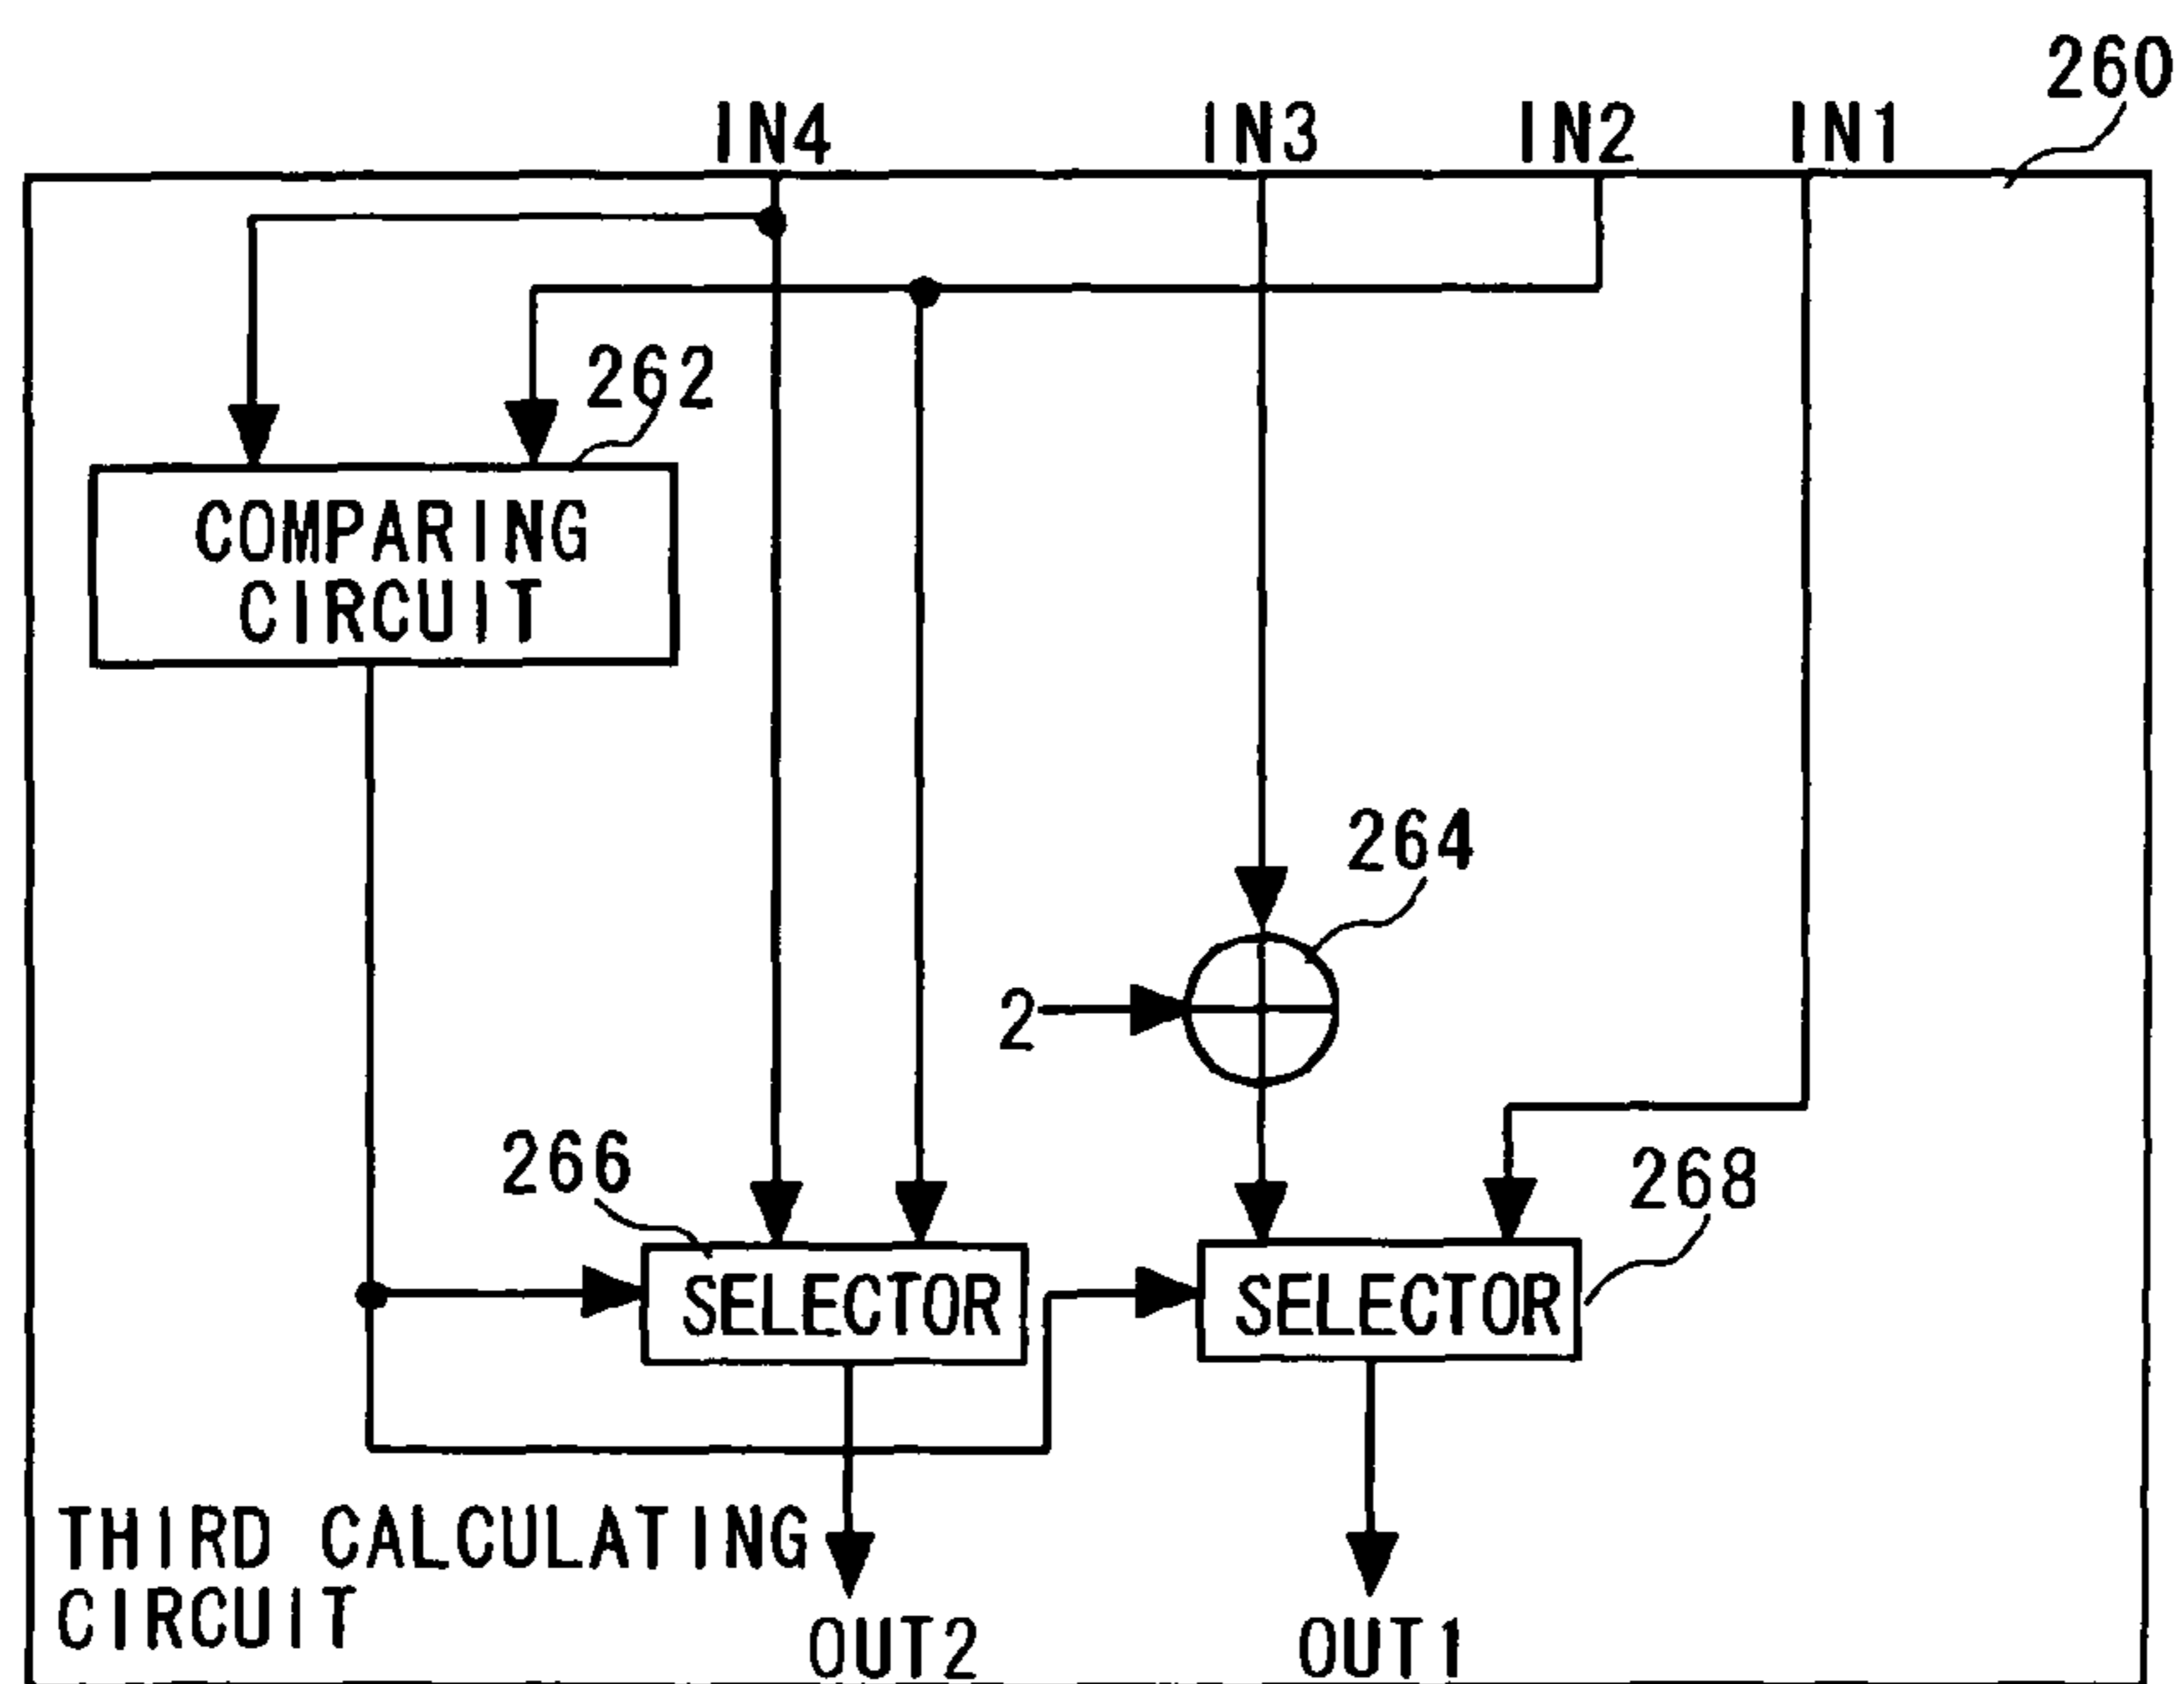 260
IN4 IN3 IN2 IN1
262
COMPARING
CIRCUIT
264
2
266
268
SELECTOR
SELECTOR
THIRD CALCULATING
CIRCUIT
OUT2
OUT1